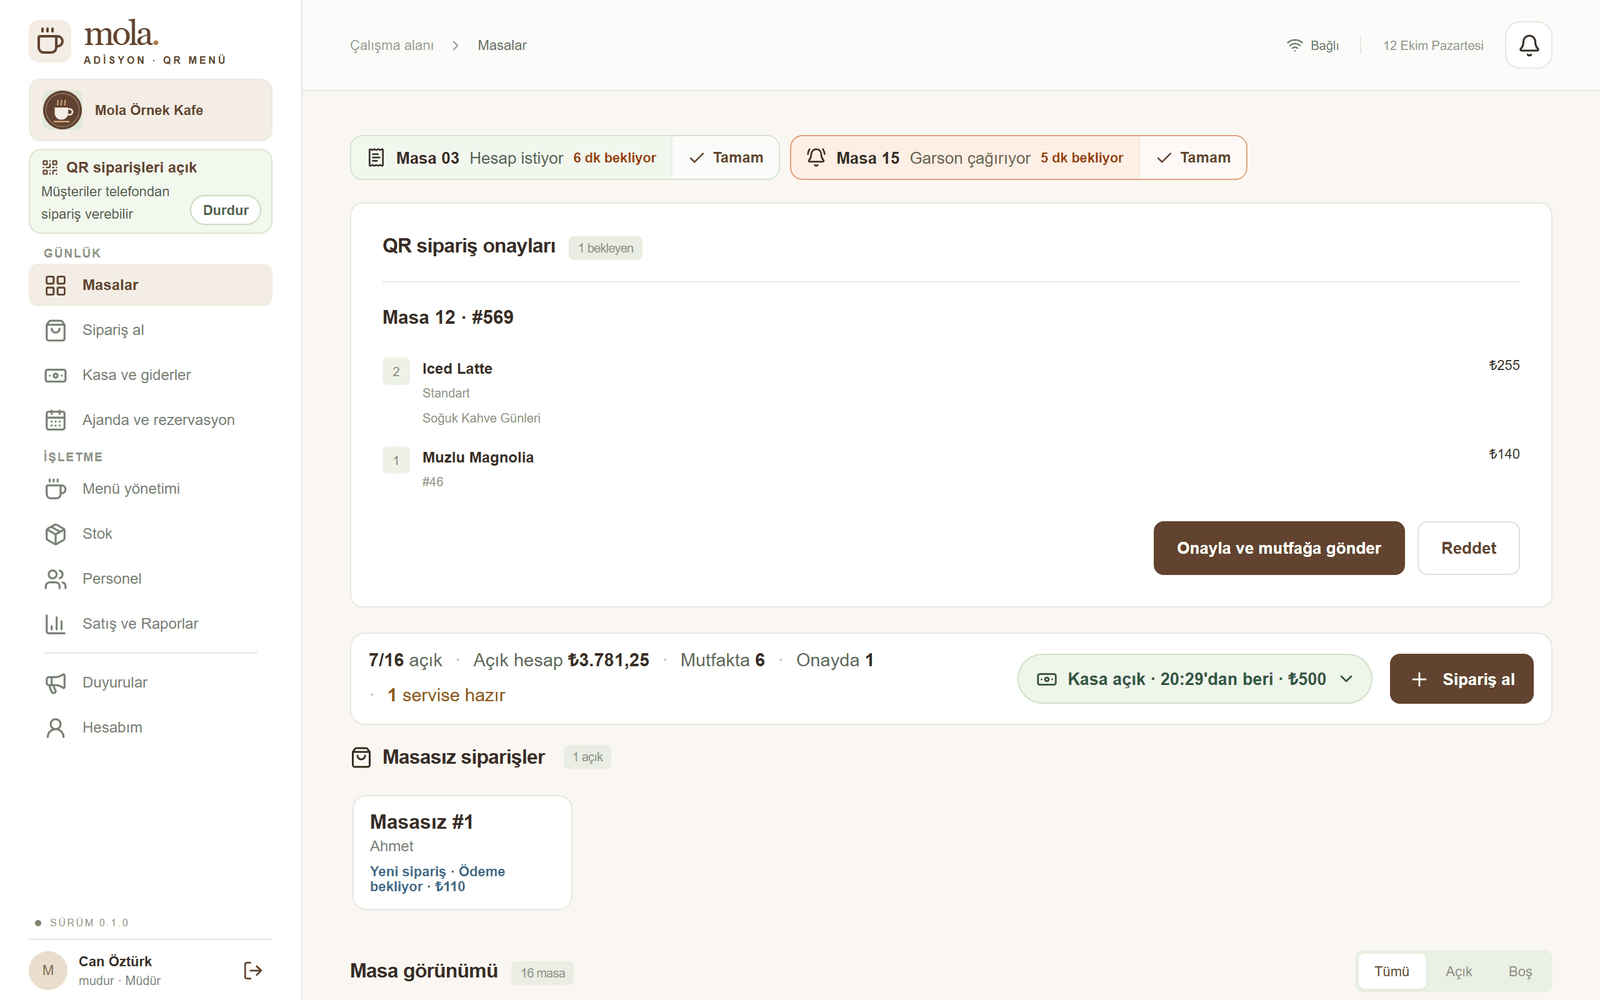 mola.
ADİSYON · QR MENÜ
Mola Örnek Kafe
QR siparişleri açık
Müşteriler telefondan
sipariş verebilir
Durdur
GÜNLÜK
Masalar
Sipariş al
Kasa ve giderler
Ajanda ve rezervasyon
İŞLETME
Menü yönetimi
Stok
Personel
Satış ve Raporlar
Duyurular
Hesabım
SÜRÜM 0.1.0
M
Can Öztürk
mudur · Müdür
Çalışma alanı > Masalar
Bağlı
12 Ekim Pazartesi
Masa 03 Hesap istiyor 6 dk bekliyor Tamam
Masa 15 Garson çağırıyor 5 dk bekliyor Tamam
QR sipariş onayları 1 bekleyen
Masa 12 · #569
2 Iced Latte ₺255
Standart
Soğuk Kahve Günleri
1 Muzlu Magnolia ₺140
#46
Onayla ve mutfağa gönder
Reddet
7/16 açık · Açık hesap ₺3.781,25 · Mutfakta 6 · Onayda 1
· 1 servise hazır
Kasa açık · 20:29'dan beri · ₺500
Sipariş al
Masasız siparişler 1 açık
Masasız #1
Ahmet
Yeni sipariş · Ödeme
bekliyor · ₺110
Masa görünümü 16 masa
Tümü Açık Boş